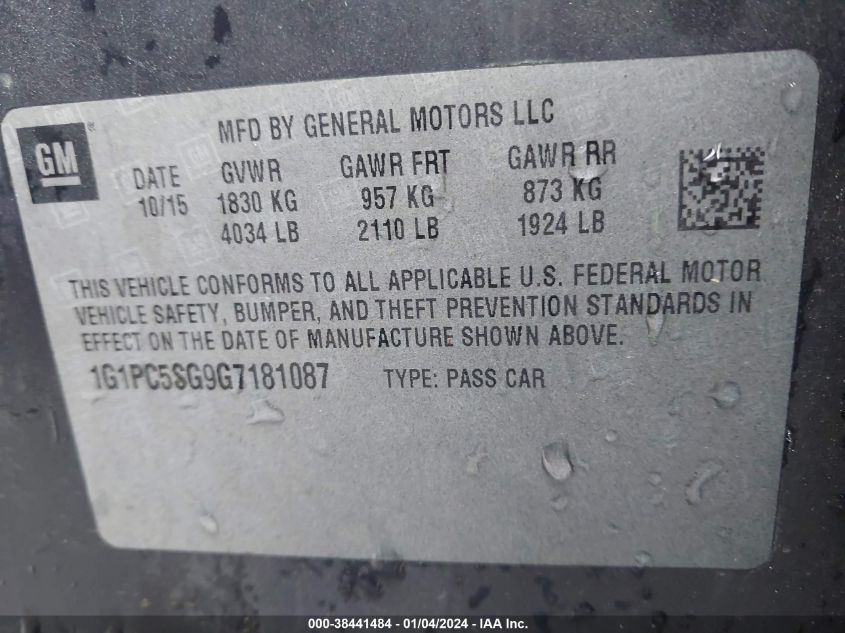 MFD BY GENERAL MOTORS LLC
GM®
DATE GVWR GAWR FRT GAWR RR
10/15 1830 KG 957 KG 873 KG
4034 LB 2110 LB 1924 LB
THIS VEHICLE CONFORMS TO ALL APPLICABLE U.S. FEDERAL MOTOR
VEHICLE SAFETY, BUMPER, AND THEFT PREVENTION STANDARDS IN
EFFECT ON THE DATE OF MANUFACTURE SHOWN ABOVE.
1G1PC5SG9G7181087 TYPE: PASS CAR
000-38441484 - 01/04/2024 - IAA Inc.